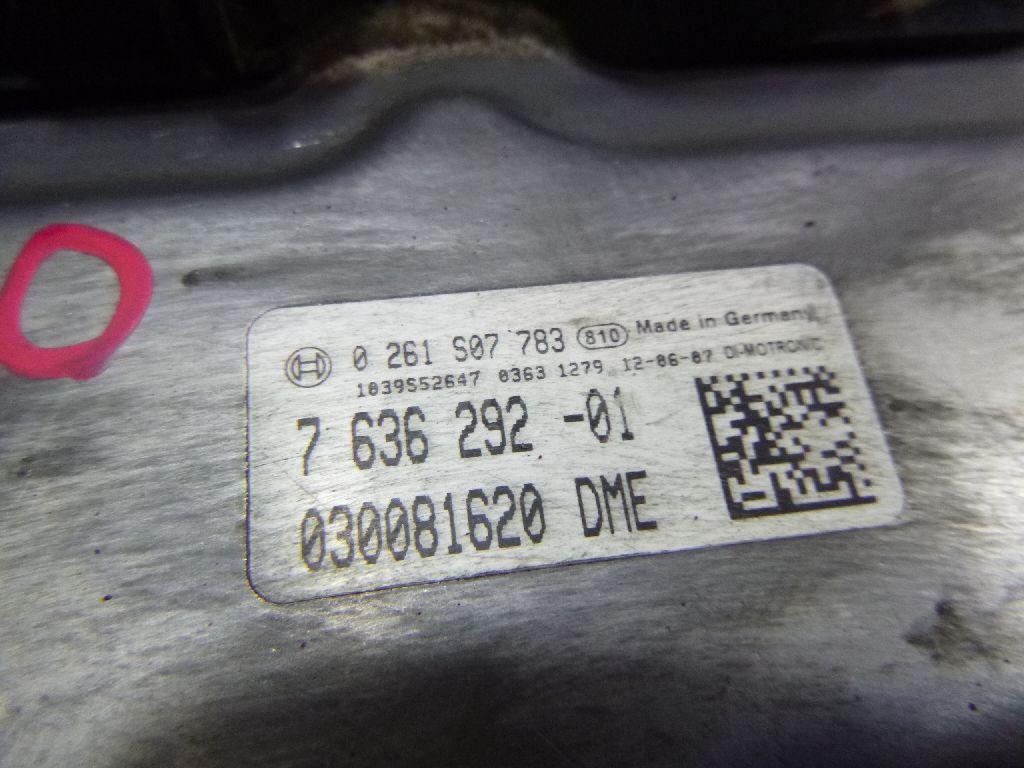 0 261 S07 783 810 Made in Germany
1039S52647 0363 1279 12-06-07 DI-MOTRONIC
7 636 292 -01
030081620 DME